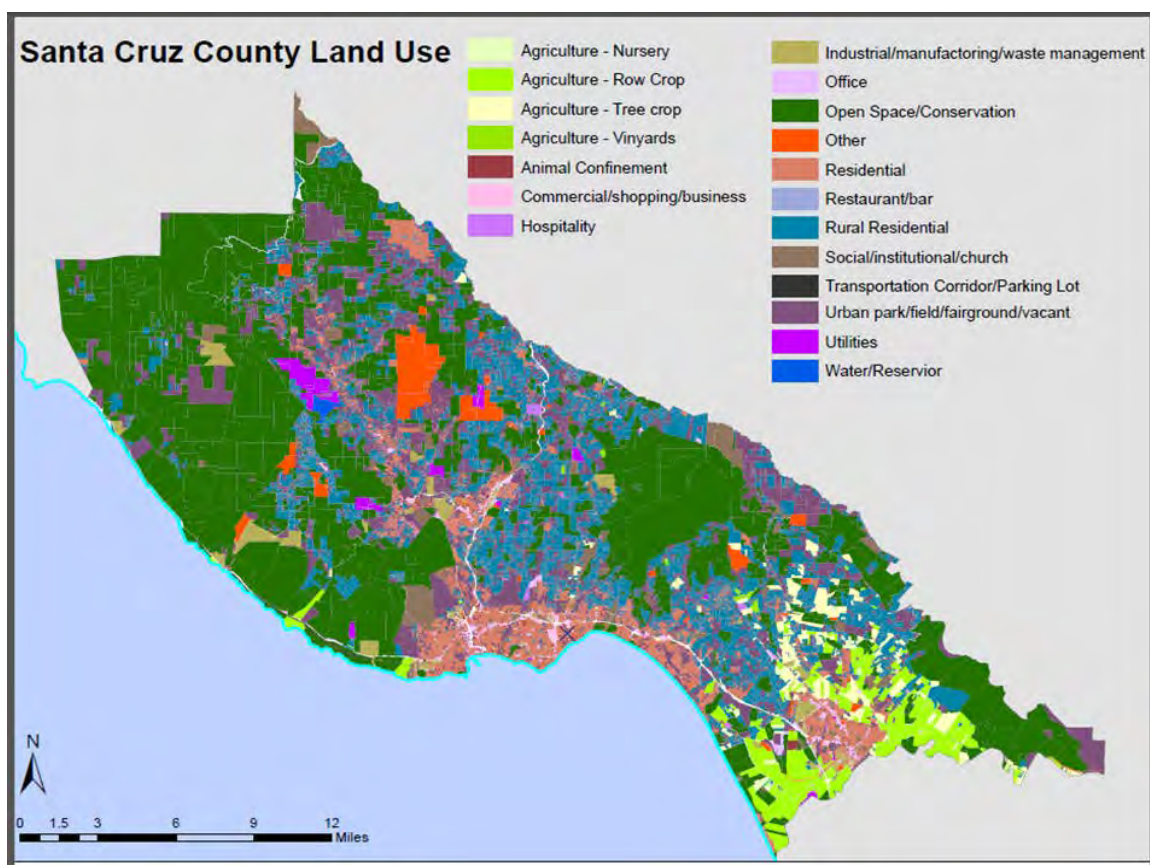 Santa Cruz County Land Use
Agriculture - Nursery
Agriculture - Row Crop
Agriculture - Tree crop
Agriculture - Vinyards
Animal Confinement
Commercial/shopping/business
Hospitality
Industrial/manufactoring/waste management
Office
Open Space/Conservation
Other
Residential
Restaurant/bar
Rural Residential
Social/institutional/church
Transportation Corridor/Parking Lot
Urban park/field/fairground/vacant
Utilities
Water/Reservior
N
0 1.5 3 6 9 12
Miles